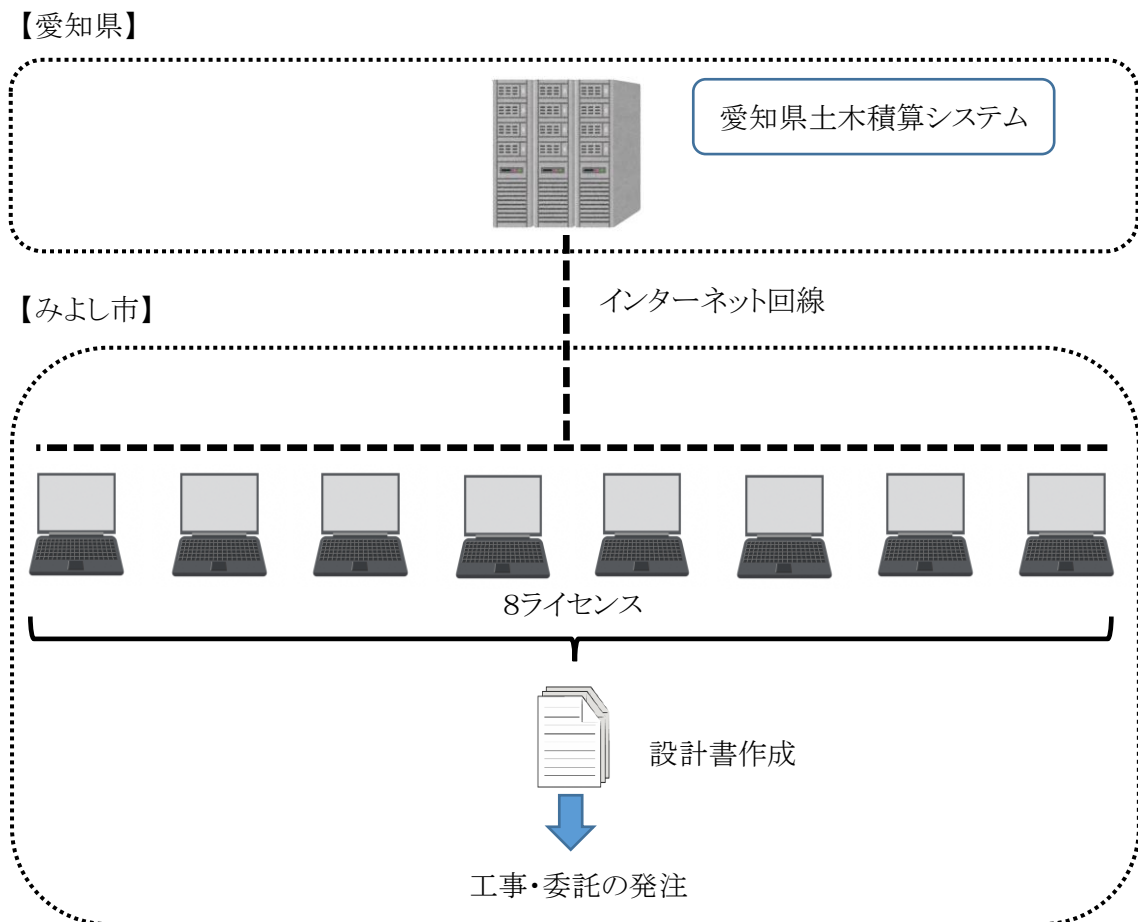 【愛知県】
愛知県土木積算システム
インターネット回線
【みよし市】
8ライセンス
設計書作成
工事・委託の発注